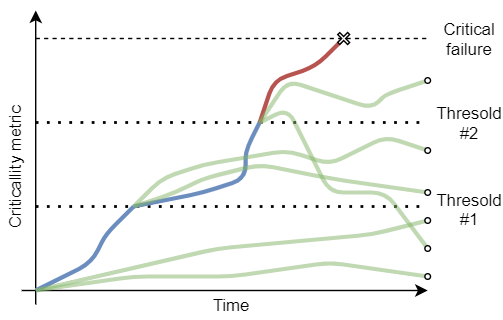 Critical
failure
Thresold
#2
Thresold
#1
Criticallity metric
Time